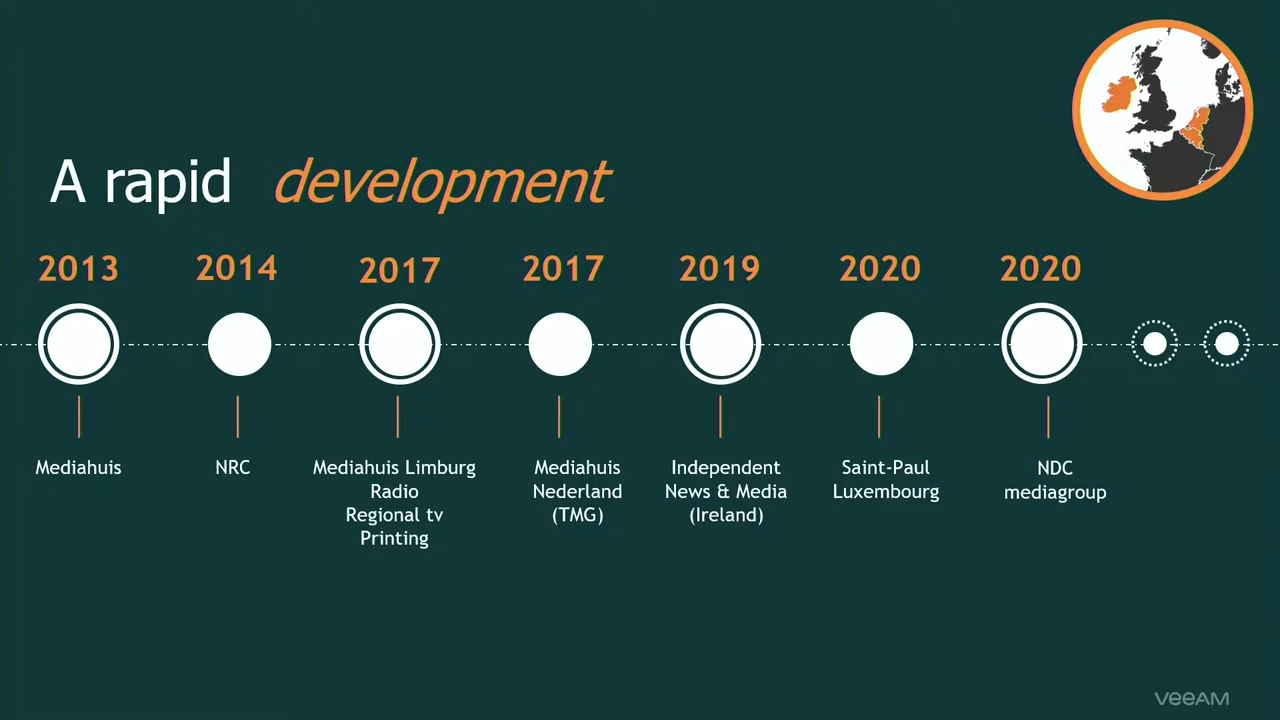 A rapid development
2013
2014
2017
2017
2019
2020
2020
Mediahuis
NRC
Mediahuis Limburg
Radio
Regional tv
Printing
Mediahuis
Nederland
(TMG)
Independent
News & Media
(Ireland)
Saint-Paul
Luxembourg
NDC
mediagroup
veeAM